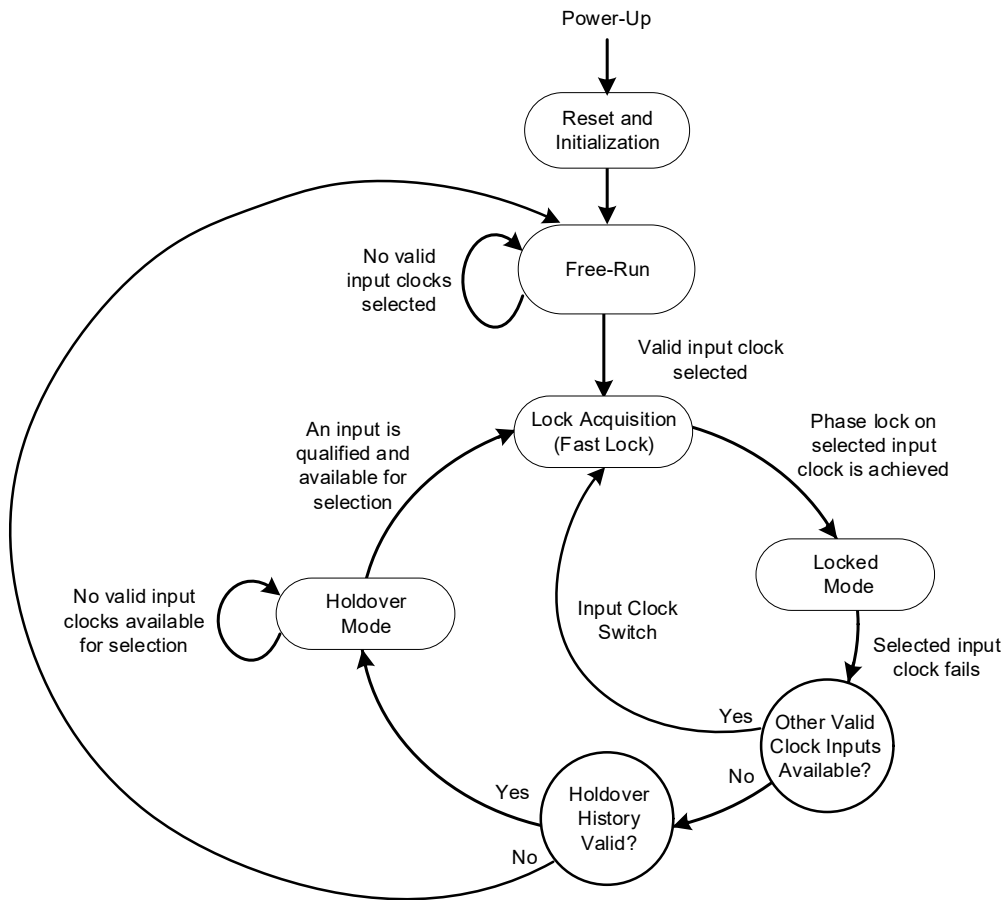 Power-Up
Reset and
Initialization
No valid
input clocks
selected
Free-Run
Valid input clock
selected
An input is
qualified and
available for
selection
Lock Acquisition
(Fast Lock)
Phase lock on
selected input
clock is achieved
No valid input
clocks available
for selection
Holdover
Mode
Input Clock
Switch
Locked
Mode
Selected input
clock fails
Yes
Other Valid
Clock Inputs
Available?
No
Yes
Holdover
History
Valid?
No